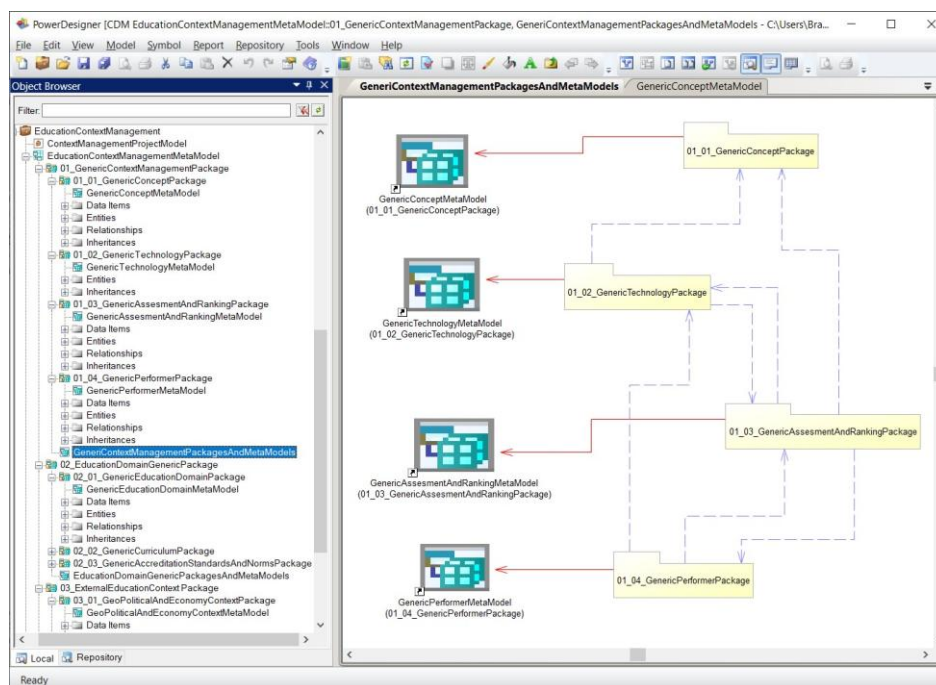 PowerDesigner [CDM EducationContextManagementMetaModel::01_GenericContextManagementPackage, GeneriContextManagementPackagesAndMetaModels - C:\Users\Bra...
File Edit View Model Symbol Report Repository Tools Window Help
Object Browser
Filter:
EducationContextManagement
ContextManagementProjectModel
EducationContextManagementMetaModel
01_GenericContextManagementPackage
01_01_GenericConceptPackage
GenericConceptMetaModel
Data Items
Entities
Relationships
Inheritances
01_02_GenericTechnologyPackage
GenericTechnologyMetaModel
Entities
Inheritances
01_03_GenericAssesmentAndRankingPackage
GenericAssesmentAndRankingMetaModel
Data Items
Entities
Relationships
Inheritances
01_04_GenericPerformerPackage
GenericPerformerMetaModel
Data Items
Entities
Relationships
Inheritances
GeneriContextManagementPackagesAndMetaModels
02_EducationDomainGenericPackage
02_01_GenericEducationDomainPackage
GenericEducationDomainMetaModel
Data Items
Entities
Relationships
Inheritances
02_02_GenericCurriculumPackage
02_03_GenericAccreditationStandardsAndNormsPackage
EducationDomainGenericPackagesAndMetaModels
03_ExternalEducationContext Package
03_01_GeoPoliticalAndEconomyContextPackage
GeoPoliticalAndEconomyContextMetaModel
Data Items
Local Repository
Ready
GeneriContextManagementPackagesAndMetaModels GenericConceptMetaModel
01_01_GenericConceptPackage
GenericConceptMetaModel
(01_01_GenericConceptPackage)
01_02_GenericTechnologyPackage
GenericTechnologyMetaModel
(01_02_GenericTechnologyPackage)
01_03_GenericAssesmentAndRankingPackage
GenericAssesmentAndRankingMetaModel
(01_03_GenericAssesmentAndRankingPackage)
01_04_GenericPerformerPackage
GenericPerformerMetaModel
(01_04_GenericPerformerPackage)